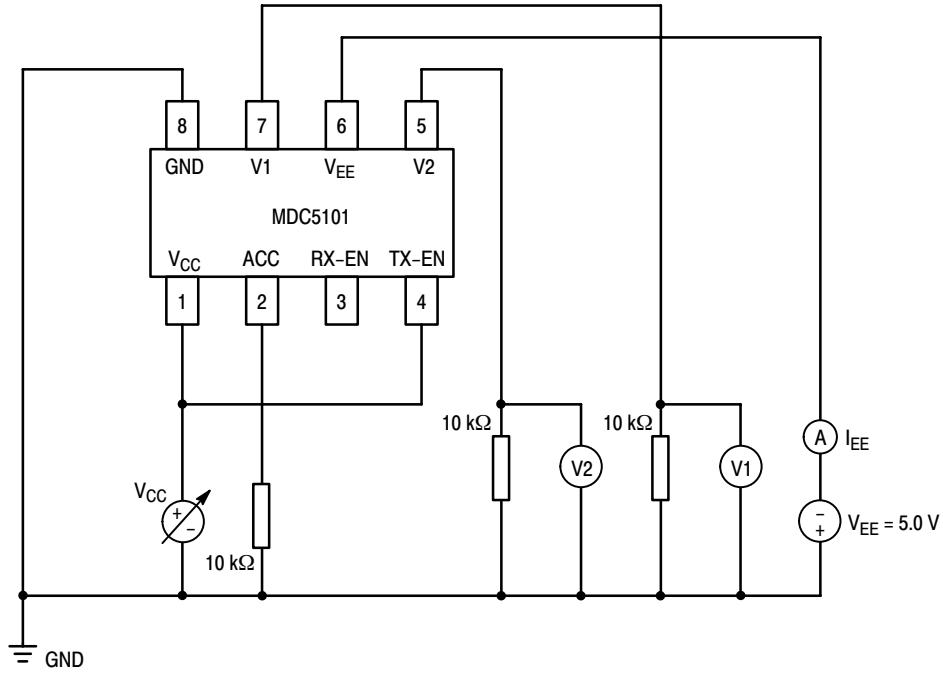 8 7 6 5
GND V1 VEE V2
MDC5101
VCC ACC RX−EN TX−EN
1 2 3 4
10 kΩ 10 kΩ
A IEE
V2 V1
VCC
+ −
− +
VEE = 5.0 V
10 kΩ
GND